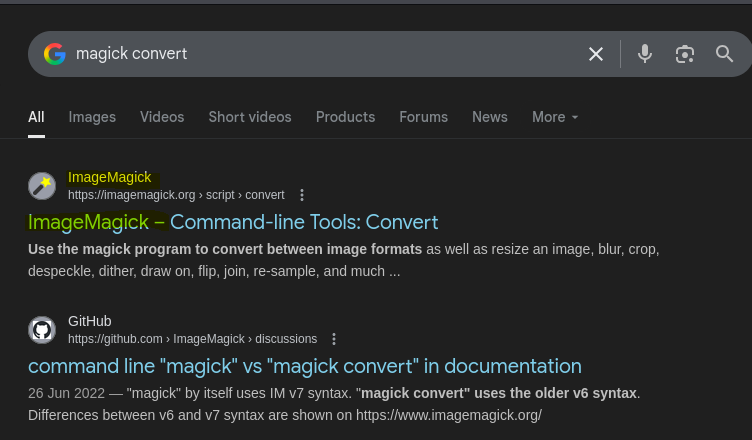 magick convert
All Images Videos Short videos Products Forums News More
ImageMagick
https://imagemagick.org › script › convert
ImageMagick – Command-line Tools: Convert
Use the magick program to convert between image formats as well as resize an image, blur, crop,
despeckle, dither, draw on, flip, join, re-sample, and much ...
GitHub
https://github.com › ImageMagick › discussions
command line "magick" vs "magick convert" in documentation
26 Jun 2022 — "magick" by itself uses IM v7 syntax. "magick convert" uses the older v6 syntax.
Differences between v6 and v7 syntax are shown on https://www.imagemagick.org/